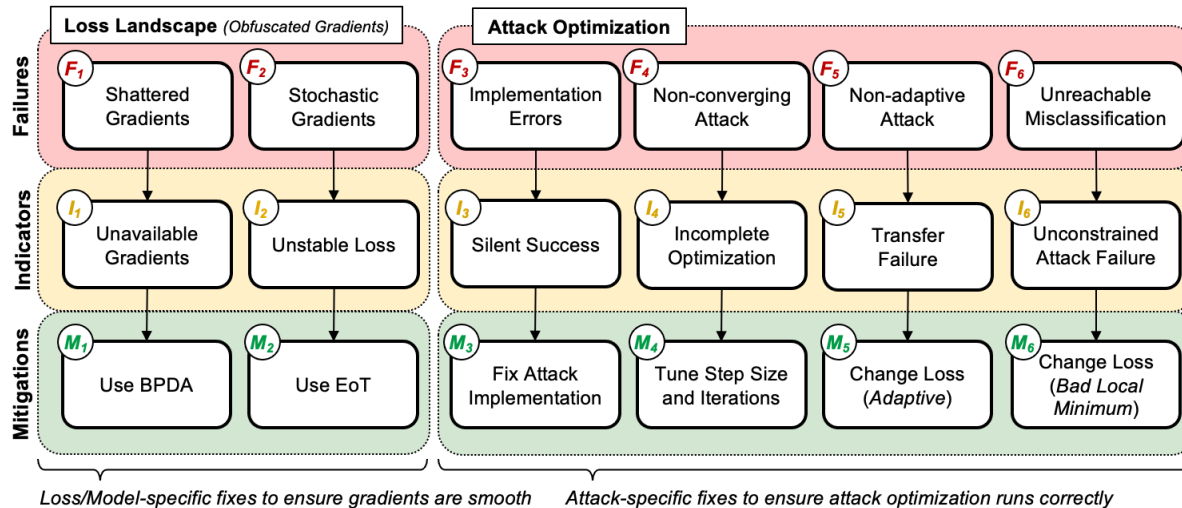 Loss Landscape (Obfuscated Gradients)
Attack Optimization
Failures
F1
Shattered
Gradients
F2
Stochastic
Gradients
F3
Implementation
Errors
F4
Non-converging
Attack
F5
Non-adaptive
Attack
F6
Unreachable
Misclassification
Indicators
I1
Unavailable
Gradients
I2
Unstable Loss
I3
Silent Success
I4
Incomplete
Optimization
I5
Transfer
Failure
I6
Unconstrained
Attack Failure
Mitigations
M1
Use BPDA
M2
Use EoT
M3
Fix Attack
Implementation
M4
Tune Step Size
and Iterations
M5
Change Loss
(Adaptive)
M6
Change Loss
(Bad Local
Minimum)
Loss/Model-specific fixes to ensure gradients are smooth
Attack-specific fixes to ensure attack optimization runs correctly